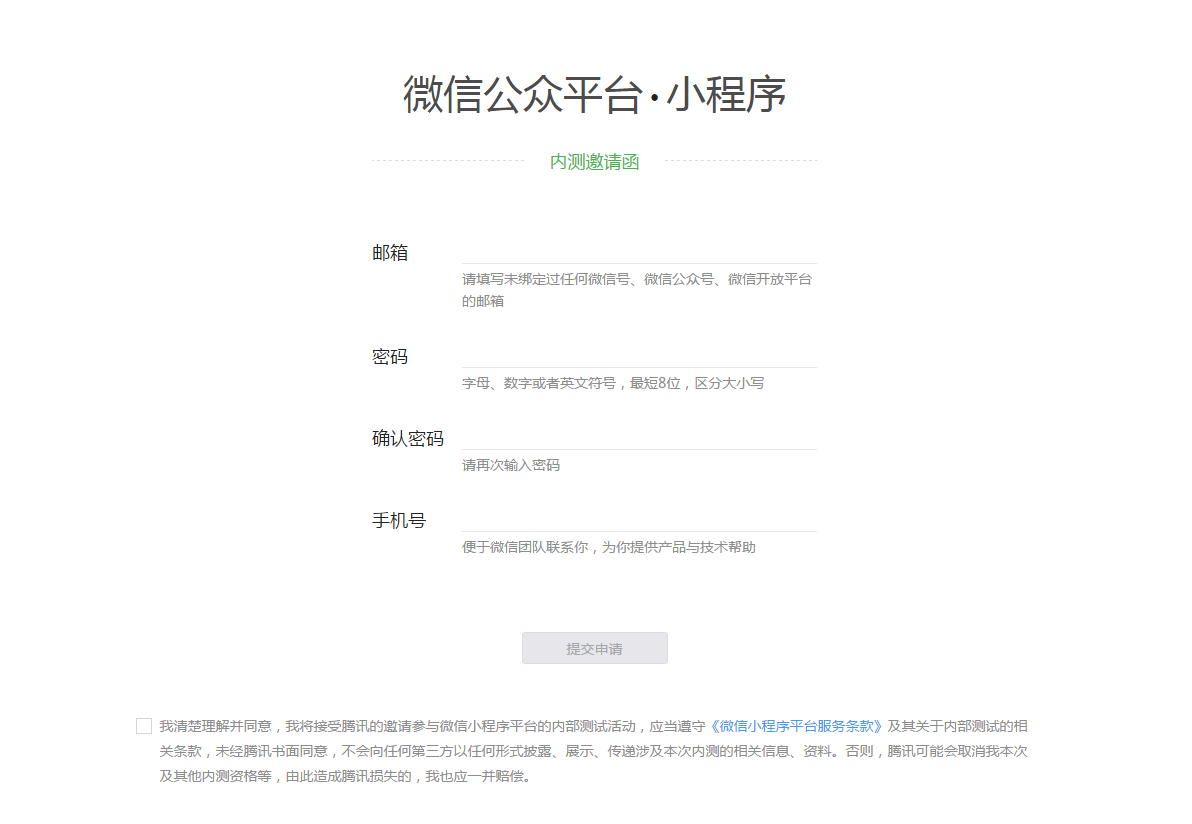 微信公众平台·小程序
内测邀请函
邮箱
请填写未绑定过任何微信号、微信公众号、微信开放平台
的邮箱
密码
字母、数字或者英文符号，最短8位，区分大小写
确认密码
请再次输入密码
手机号
便于微信团队联系你，为你提供产品与技术帮助
提交申请
我清楚理解并同意，我将接受腾讯的邀请参与微信小程序平台的内部测试活动，应当遵守《微信小程序平台服务条款》及其关于内部测试的相
关条款，未经腾讯书面同意，不会向任何第三方以任何形式披露、展示、传递涉及本次内测的相关信息、资料。否则，腾讯可能会取消我本次
及其他内测资格等，由此造成腾讯损失的，我也应一并赔偿。